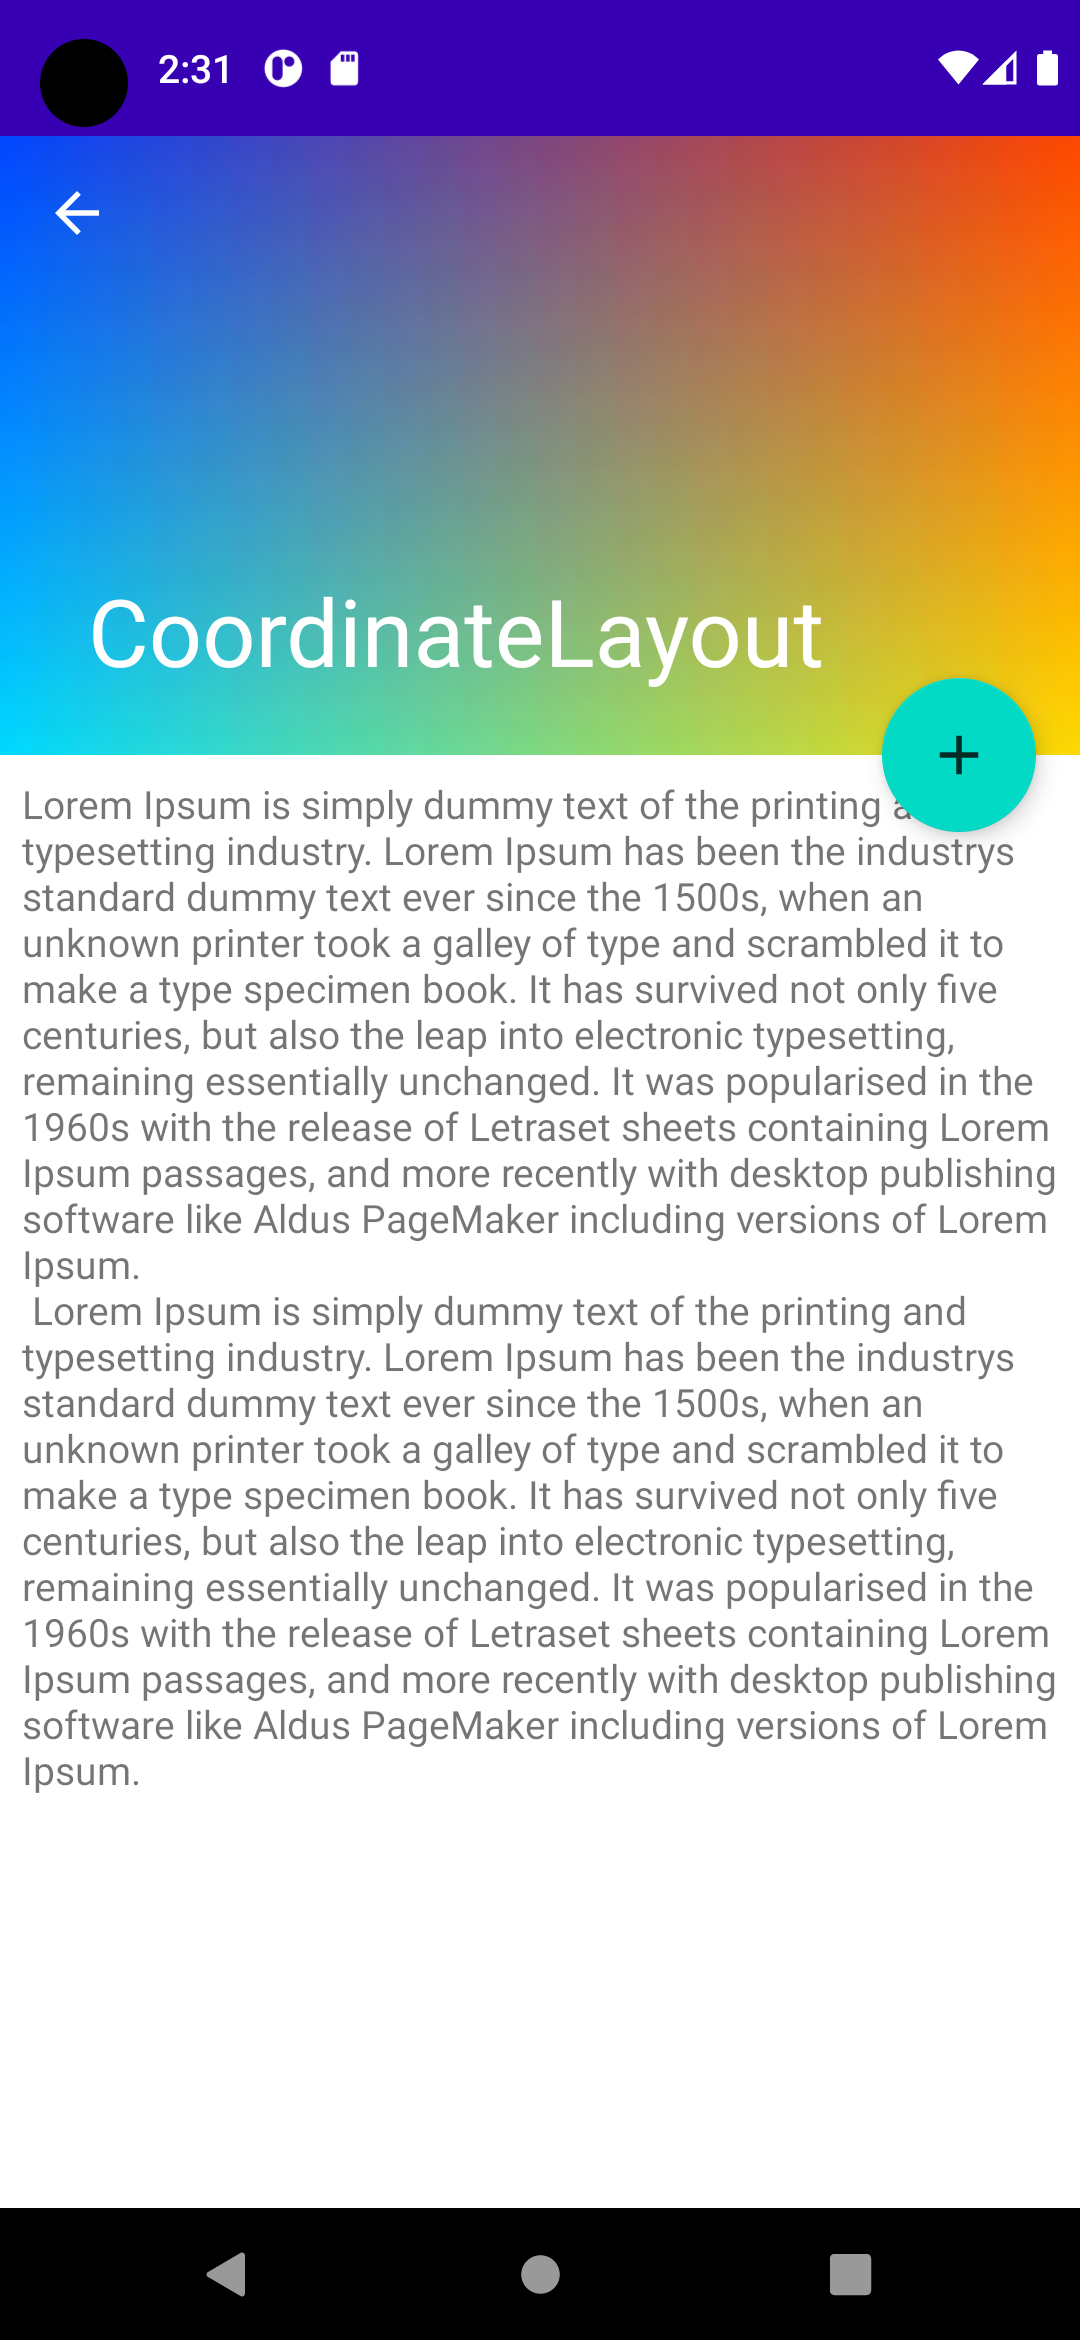 2:31
CoordinateLayout
Lorem Ipsum is simply dummy text of the printing
typesetting industry. Lorem Ipsum has been the industrys
standard dummy text ever since the 1500s, when an
unknown printer took a galley of type and scrambled it to
make a type specimen book. It has survived not only five
centuries, but also the leap into electronic typesetting,
remaining essentially unchanged. It was popularised in the
1960s with the release of Letraset sheets containing Lorem
Ipsum passages, and more recently with desktop publishing
software like Aldus PageMaker including versions of Lorem
Ipsum.
Lorem Ipsum is simply dummy text of the printing and
typesetting industry. Lorem Ipsum has been the industrys
standard dummy text ever since the 1500s, when an
unknown printer took a galley of type and scrambled it to
make a type specimen book. It has survived not only five
centuries, but also the leap into electronic typesetting,
remaining essentially unchanged. It was popularised in the
1960s with the release of Letraset sheets containing Lorem
Ipsum passages, and more recently with desktop publishing
software like Aldus PageMaker including versions of Lorem
Ipsum.